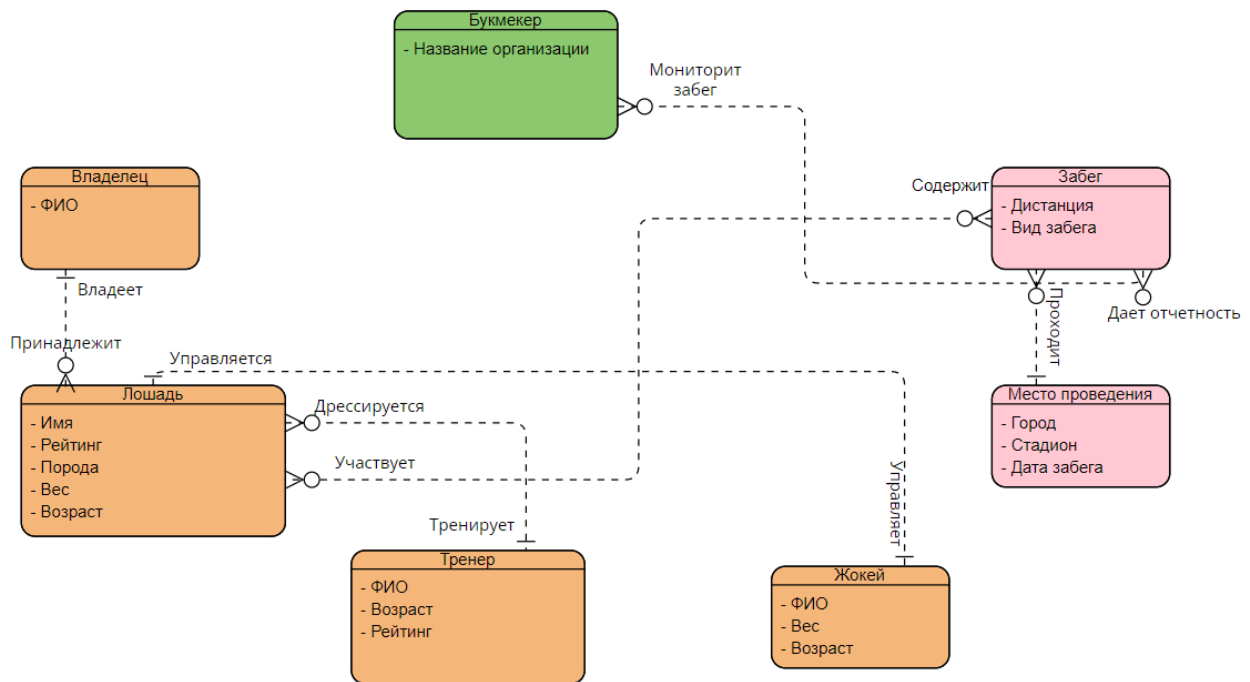 Букмекер
- Название организации
Мониторит
забег
Владелец
- ФИО
Содержит
Забег
- Дистанция
- Вид забега
Владеет
Проходит
Дает отчетность
Принадлежит
Управляется
Лошадь
- Имя
- Рейтинг
- Порода
- Вес
- Возраст
Дрессируется
Участвует
Место проведения
- Город
- Стадион
- Дата забега
Тренирует
Управляет
Тренер
- ФИО
- Возраст
- Рейтинг
Жокей
- ФИО
- Вес
- Возраст